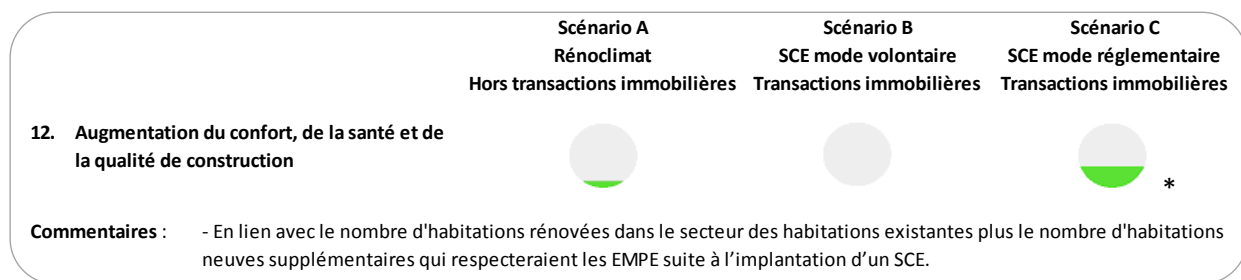 Scénario A Scénario B Scénario C
Rénoclimat SCE mode volontaire SCE mode réglementaire
Hors transactions immobilières Transactions immobilières Transactions immobilières
12. Augmentation du confort, de la santé et de
la qualité de construction
*
Commentaires : - En lien avec le nombre d'habitations rénovées dans le secteur des habitations existantes plus le nombre d'habitations
neuves supplémentaires qui respecteraient les EMPE suite à l’implantation d’un SCE.